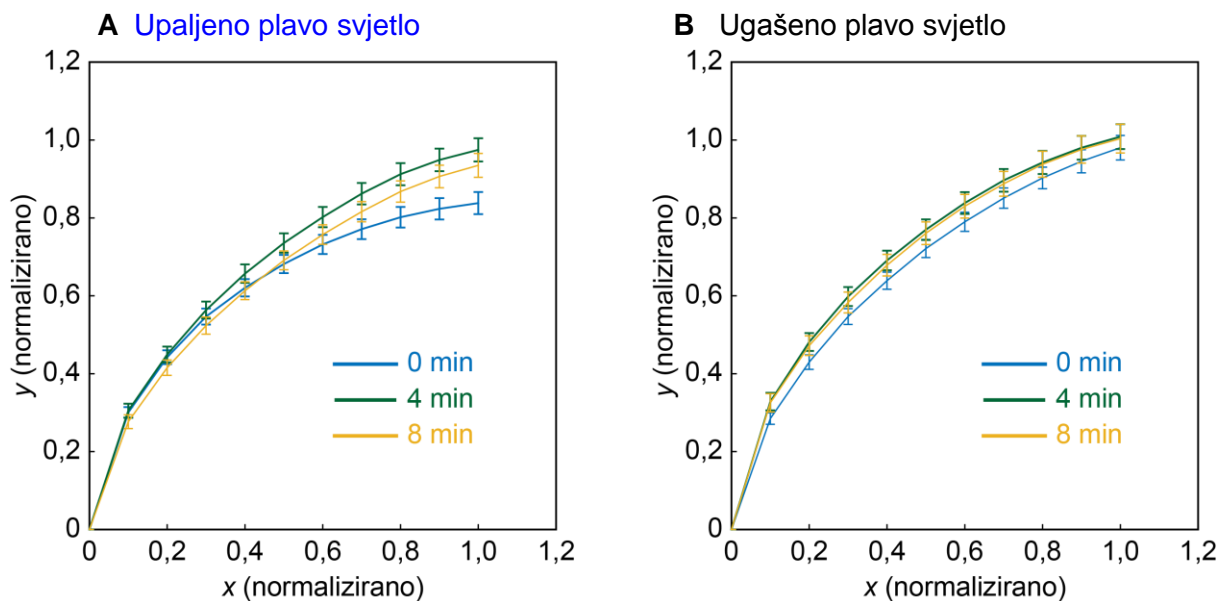 A Upaljeno plavo svjetlo
1,2
1,0
0,8
0,6
0,4
0,2
0
y (normalizirano)
0 min
4 min
8 min
0 0,2 0,4 0,6 0,8 1,0 1,2
x (normalizirano)
B Ugašeno plavo svjetlo
1,2
1,0
0,8
0,6
0,4
0,2
0
y (normalizirano)
0 min
4 min
8 min
0 0,2 0,4 0,6 0,8 1,0 1,2
x (normalizirano)